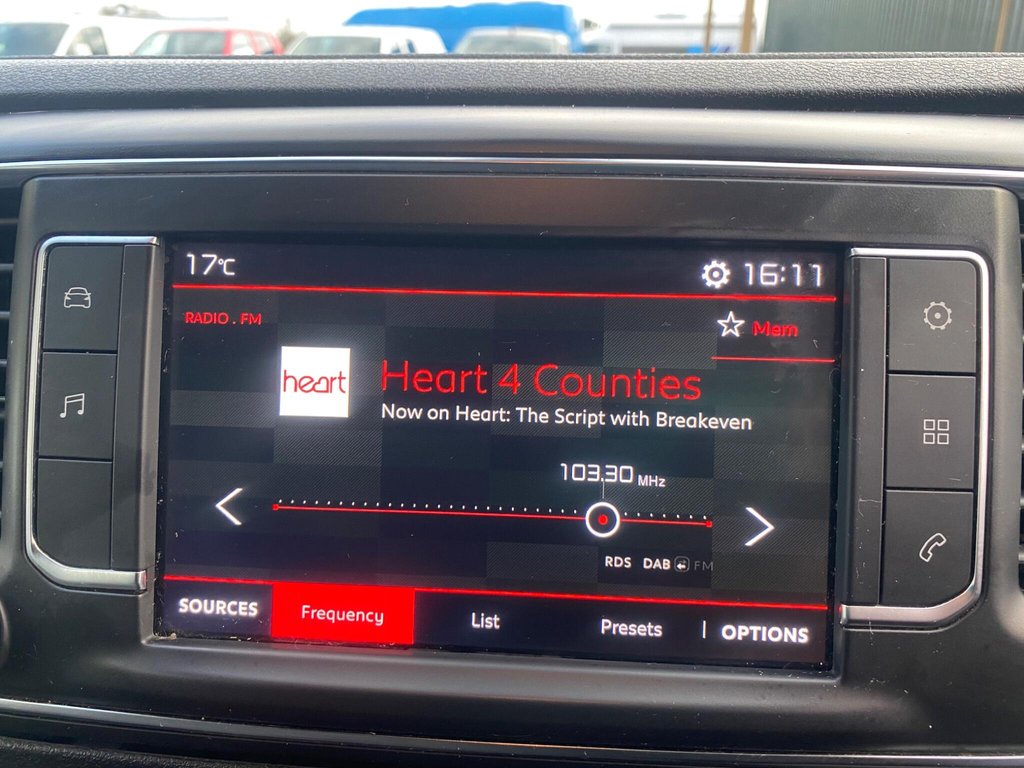 17°C
16:11
RADIO . FM
Mem
heart
Heart 4 Counties
Now on Heart: The Script with Breakeven
103.30 MHz
RDS DAB FM
SOURCES Frequency List Presets OPTIONS